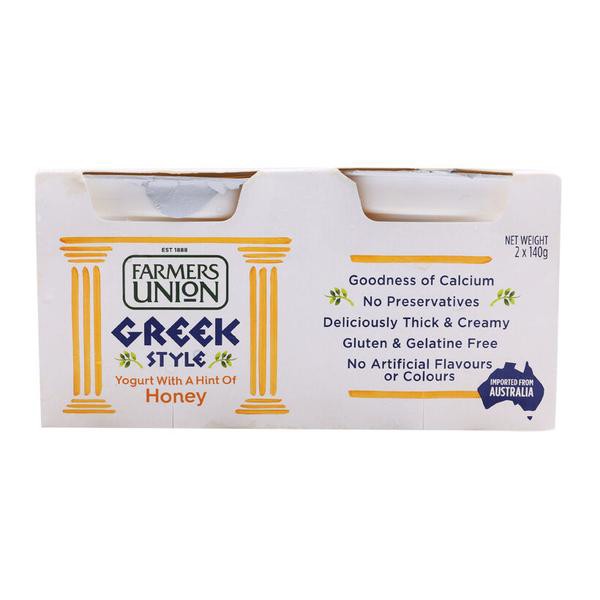 EST 1888
FARMERS
UNION
GREEK
STYLE
Yogurt With A Hint Of
Honey
NET WEIGHT
2 x 140g
Goodness of Calcium
No Preservatives
Deliciously Thick & Creamy
Gluten & Gelatine Free
No Artificial Flavours
or Colours
IMPORTED FROM
AUSTRALIA